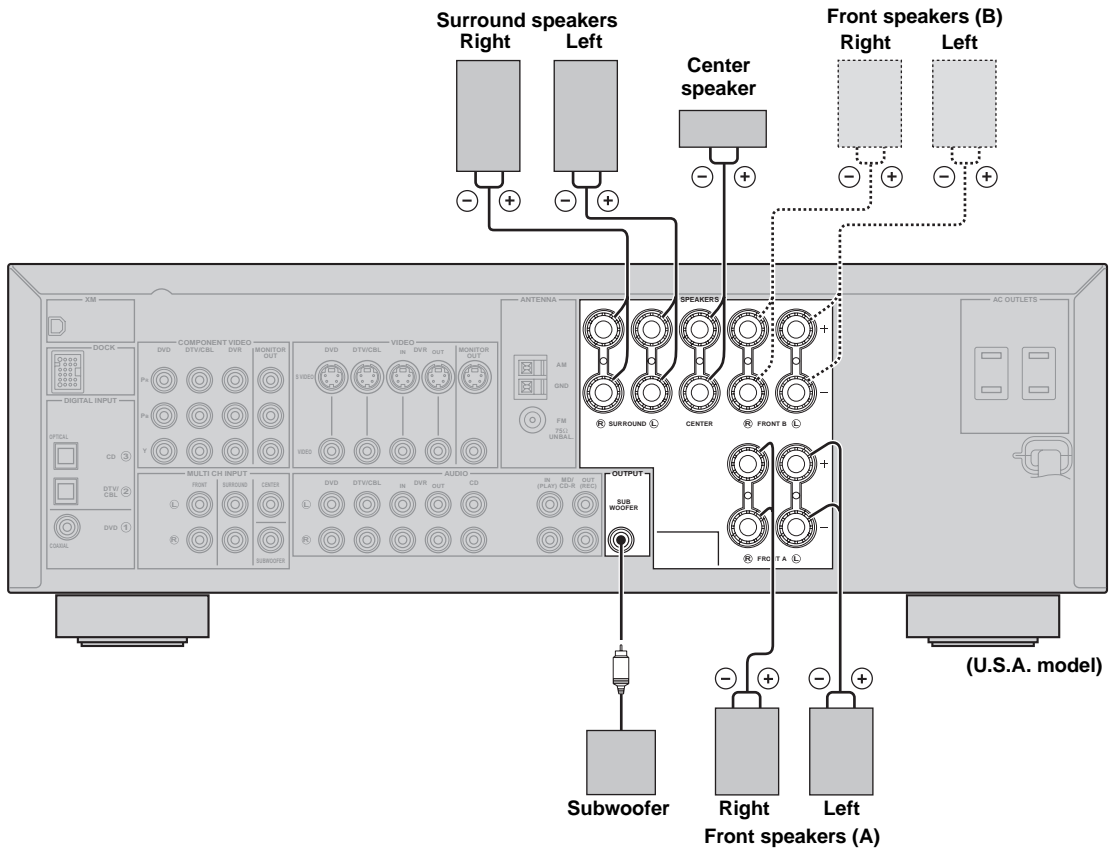 Surround speakers
Right Left
Center
speaker
Front speakers (B)
Right Left
− + − + − + − + − +
XM
DOCK
DIGITAL INPUT
OPTICAL
CD ③
DTV/
CBL ②
DVD ①
COAXIAL
COMPONENT VIDEO
DVD DTV/CBL DVR MONITOR
OUT
Y
VIDEO
DVD DTV/CBL IN DVR OUT MONITOR
OUT
S VIDEO
VIDEO
ANTENNA
AM
GND
FM
75Ω
UNBAL.
SPEAKERS
+
−
Ⓡ SURROUND Ⓛ CENTER Ⓡ FRONT B Ⓛ
+
−
Ⓡ FRONT A Ⓛ
AC OUTLETS
MULTI CH INPUT
FRONT SURROUND CENTER
Ⓛ
Ⓡ
SUBWOOFER
AUDIO
DVD DTV/CBL IN DVR OUT CD
IN
(PLAY) MD/
CD-R OUT
(REC)
Ⓛ
Ⓡ
OUTPUT
SUB
WOOFER
(U.S.A. model)
− + − +
Subwoofer
Right Left
Front speakers (A)